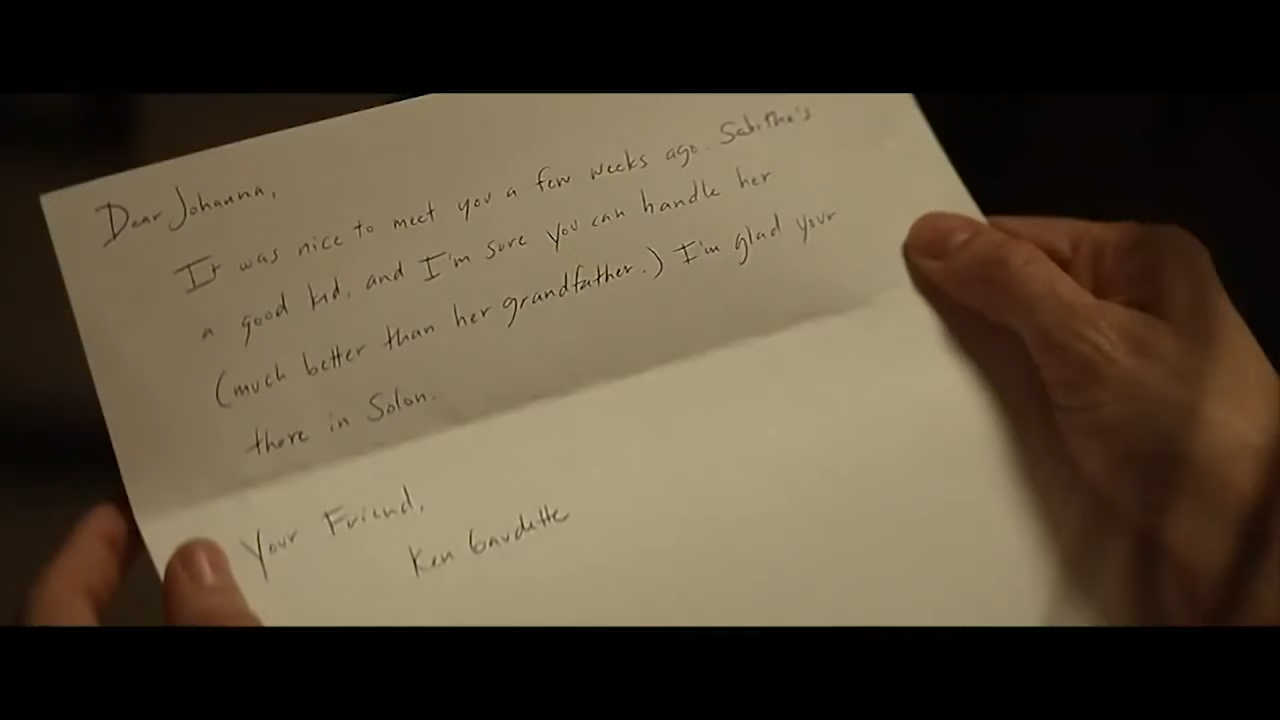 Dear Johanna,
It was nice to meet you a few weeks ago. Sabitha's
a good kid, and I'm sure you can handle her
(much better than her grandfather.) I'm glad your
there in Solon.
Your Friend,
Ken Gaudette